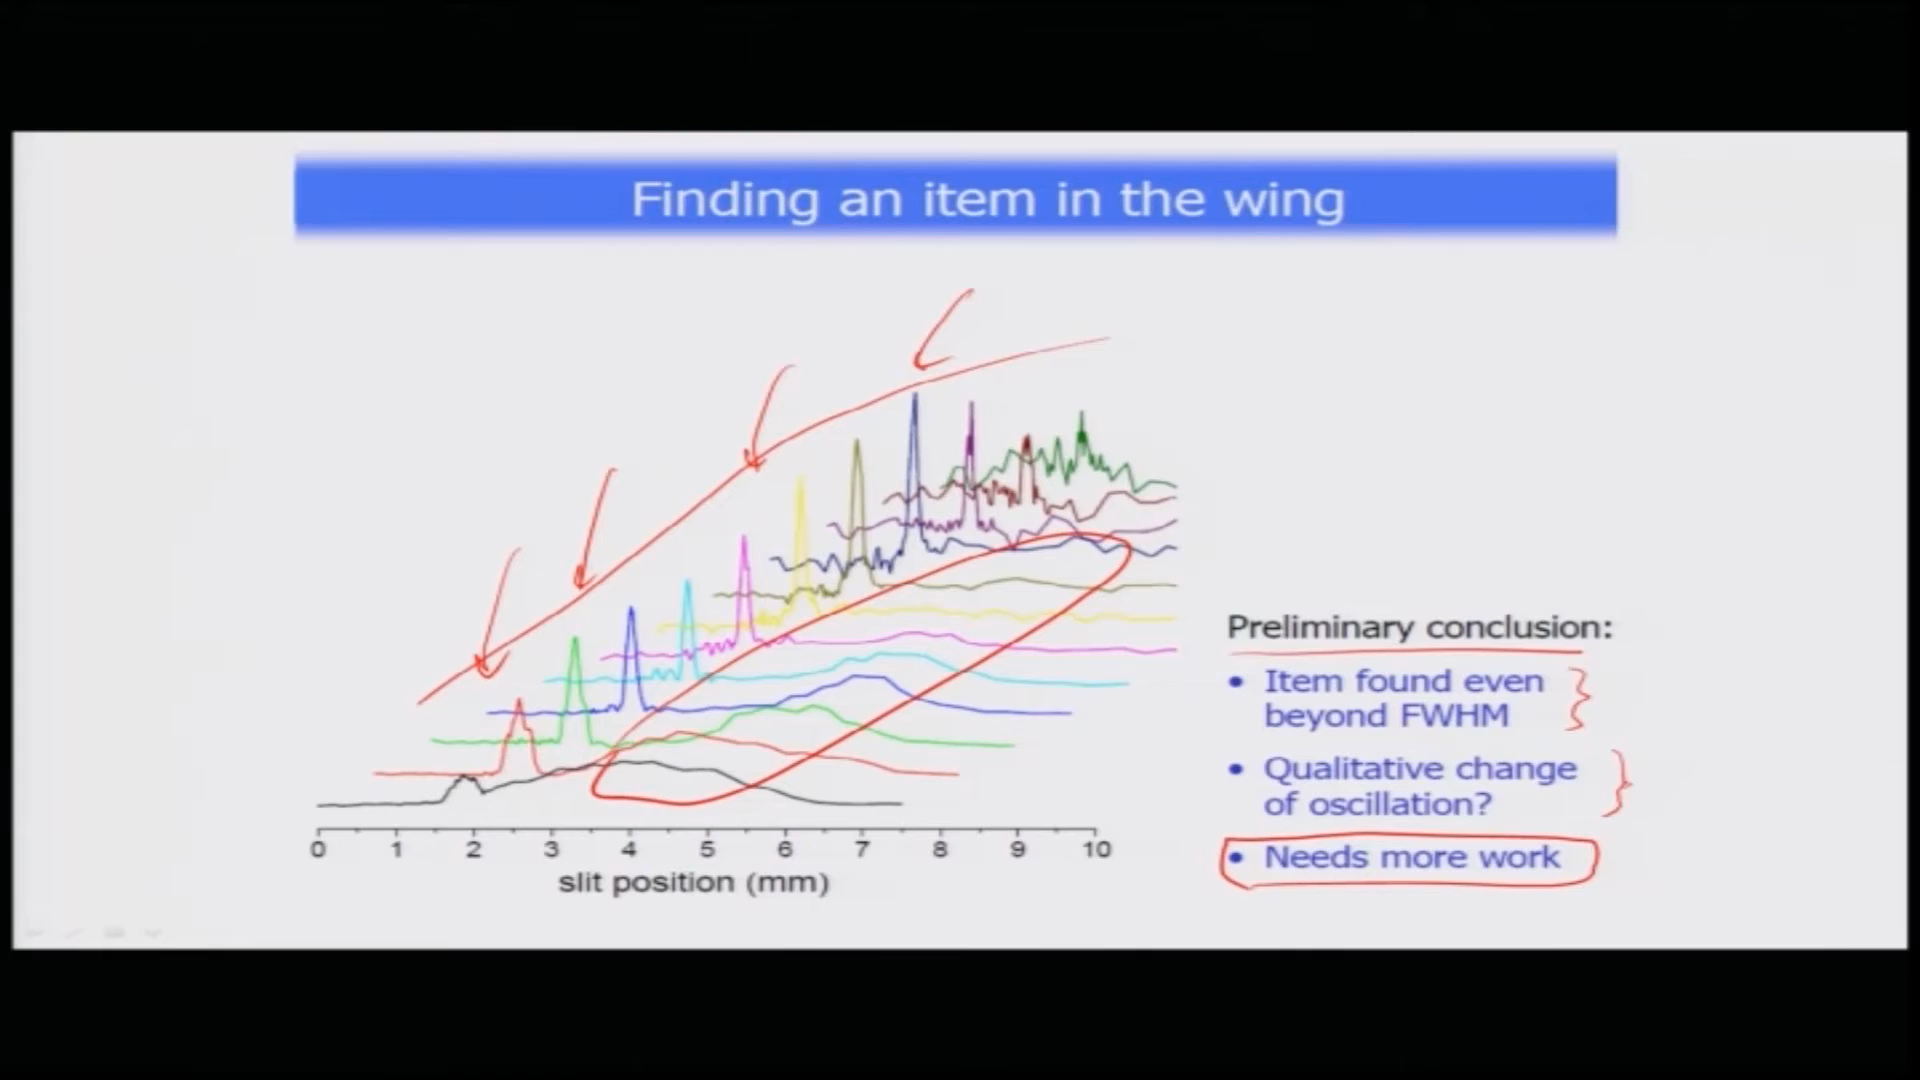 Finding an item in the wing
Preliminary conclusion:
• Item found even
beyond FWHM
• Qualitative change
of oscillation?
• Needs more work
0 1 2 3 4 5 6 7 8 9 10
slit position (mm)